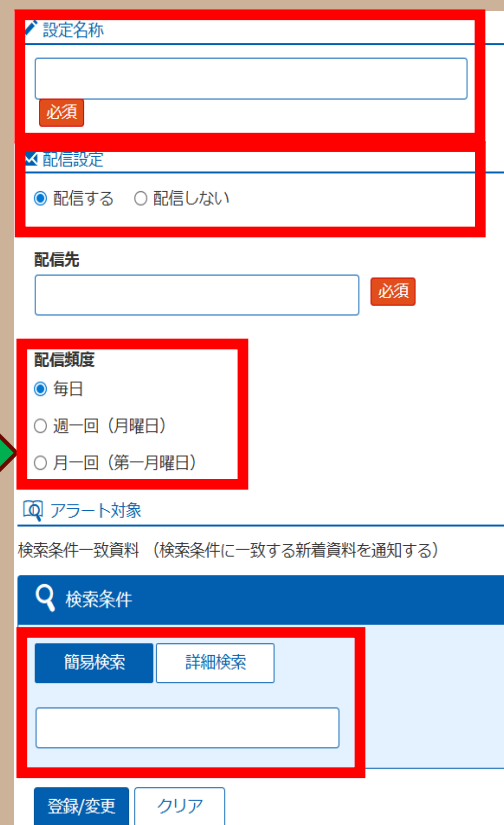 設定名称
必須
配信設定
配信する 配信しない
配信先
必須
配信頻度
毎日
週一回（月曜日）
月一回（第一月曜日）
アラート対象
検索条件一致資料 （検索条件に一致する新着資料を通知する）
検索条件
簡易検索 詳細検索
登録/変更 クリア